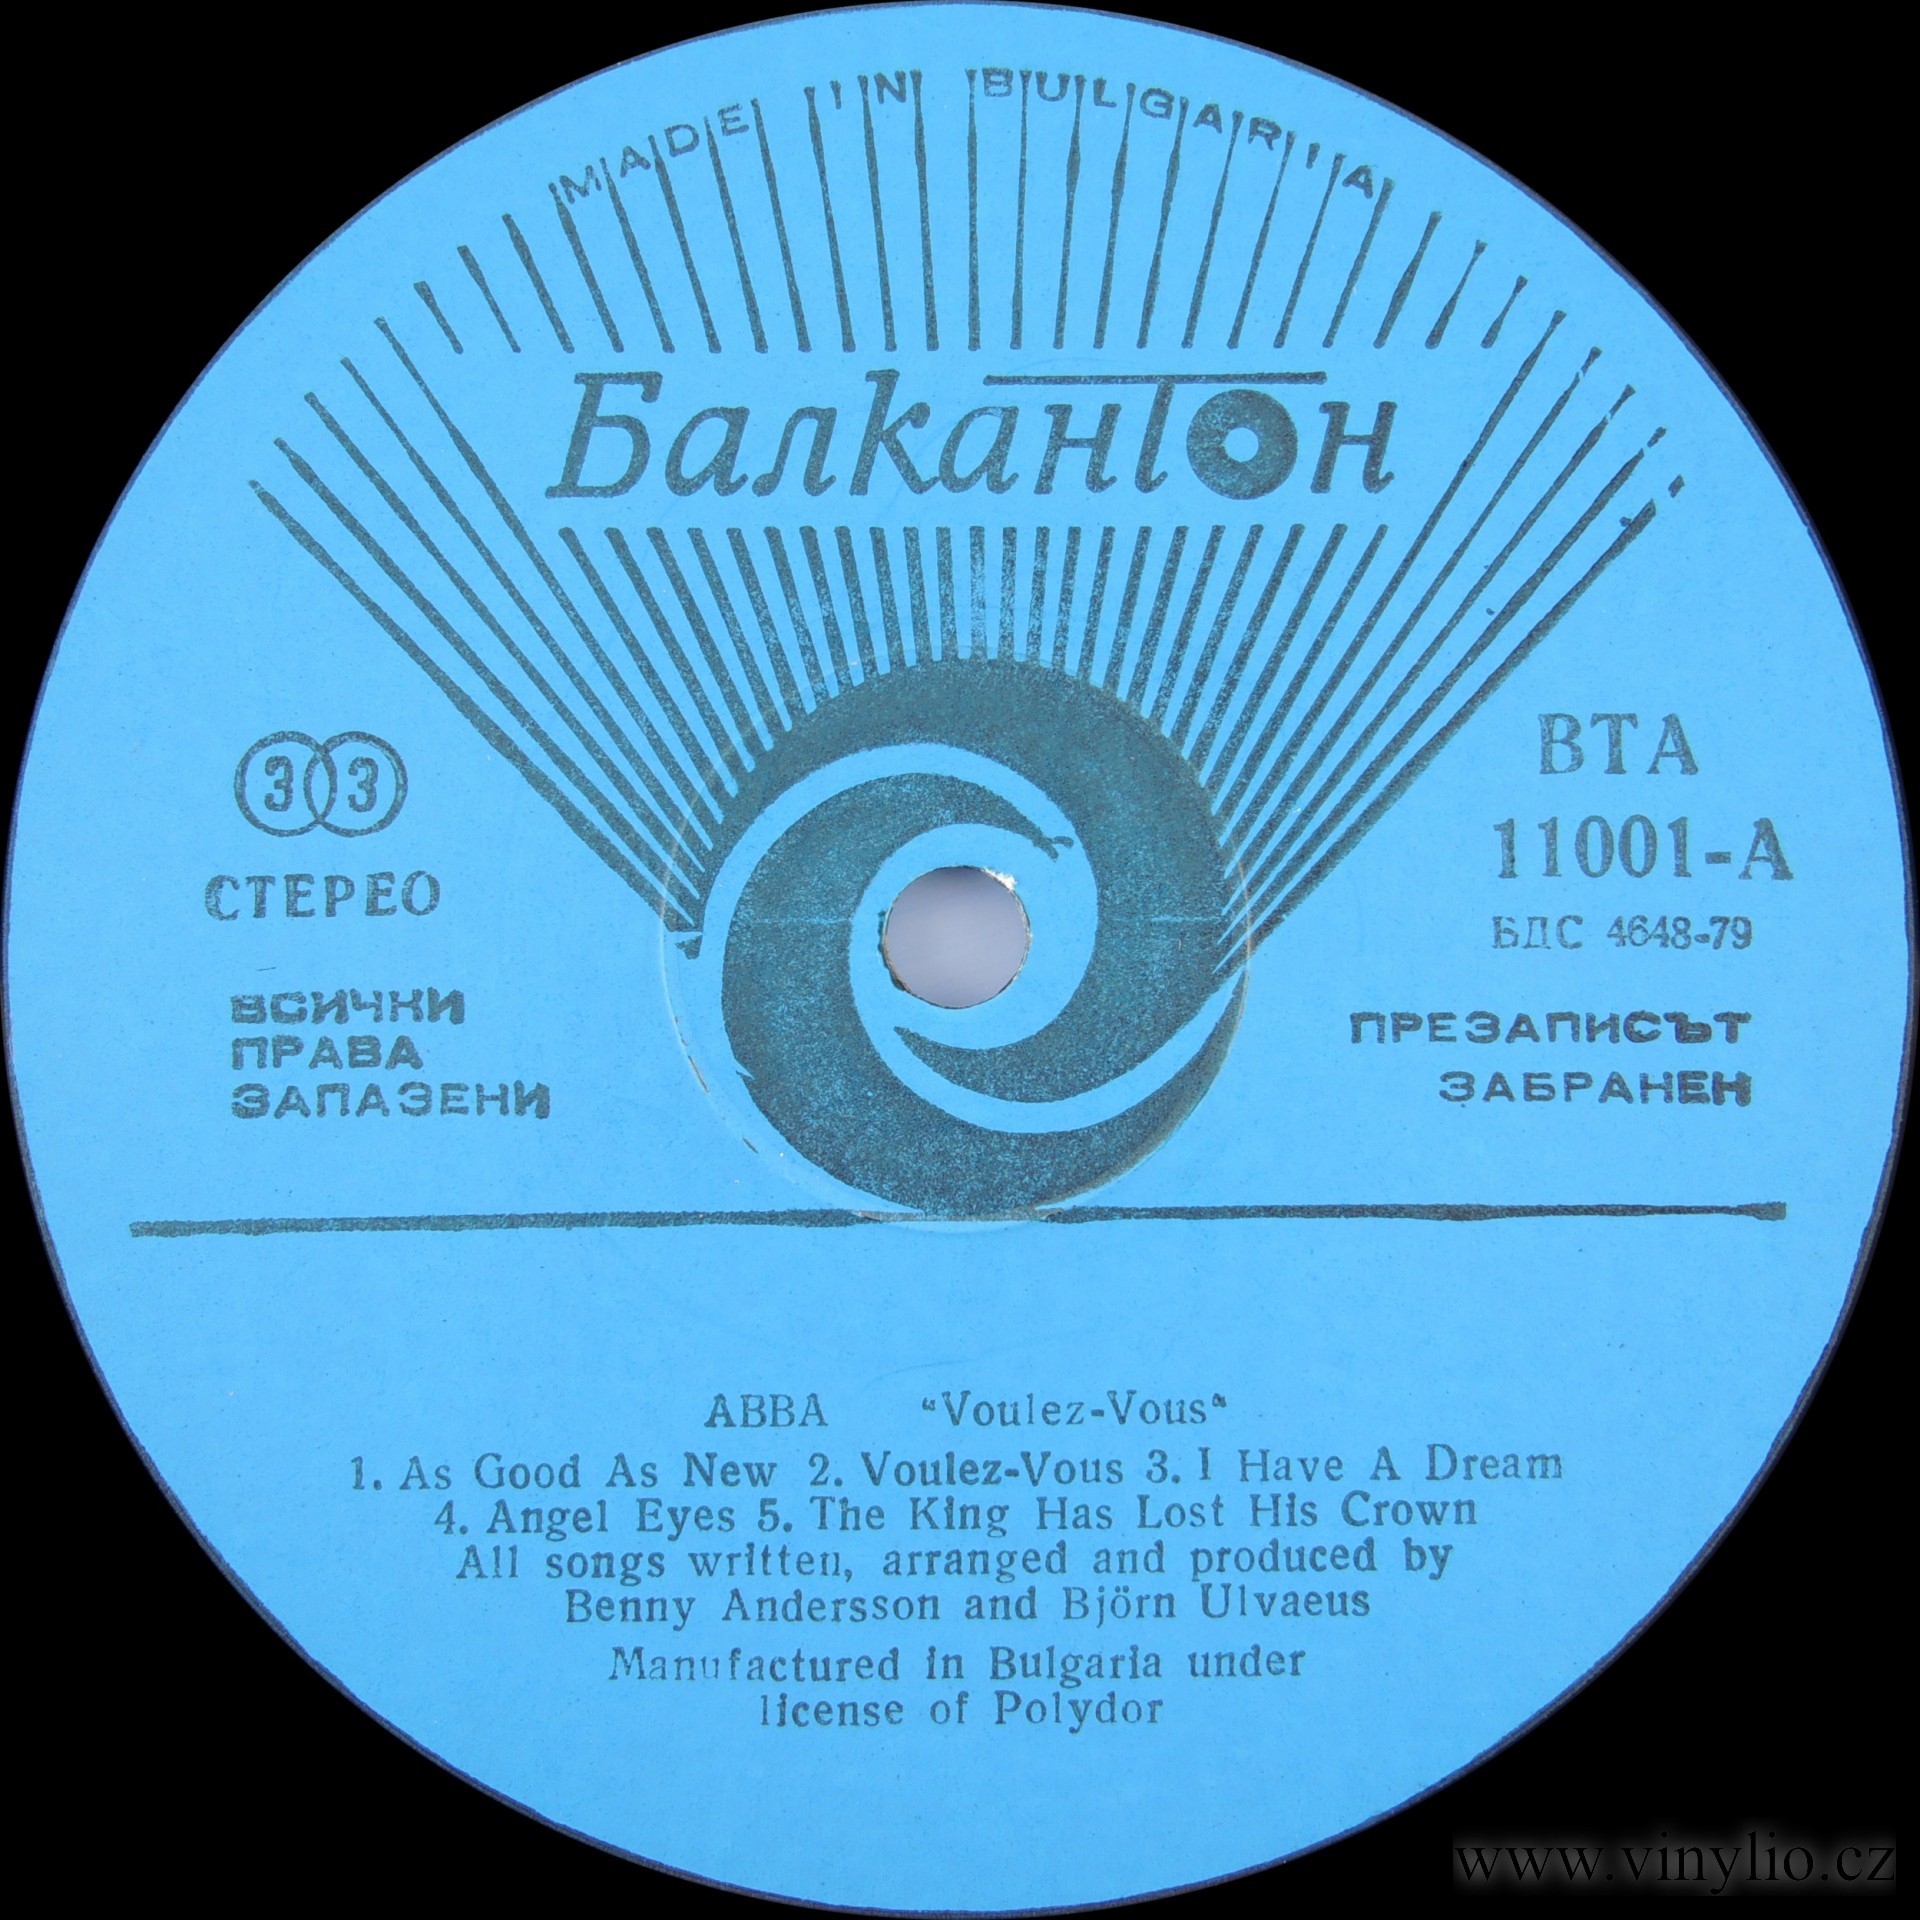 MADE IN BULGARIA
Балкантон
33
СТЕРЕО
ВСИЧКИ
ПРАВА
ЗАПАЗЕНИ
ВТА
11001-А
БДС 4648-79
ПРЕЗАПИСЪТ
ЗАБРАНЕН
ABBA "Voulez-Vous"
1. As Good As New 2. Voulez-Vous 3. I Have A Dream
4. Angel Eyes 5. The King Has Lost His Crown
All songs written, arranged and produced by
Benny Andersson and Björn Ulvaeus
Manufactured in Bulgaria under
license of Polydor
www.vinylio.cz